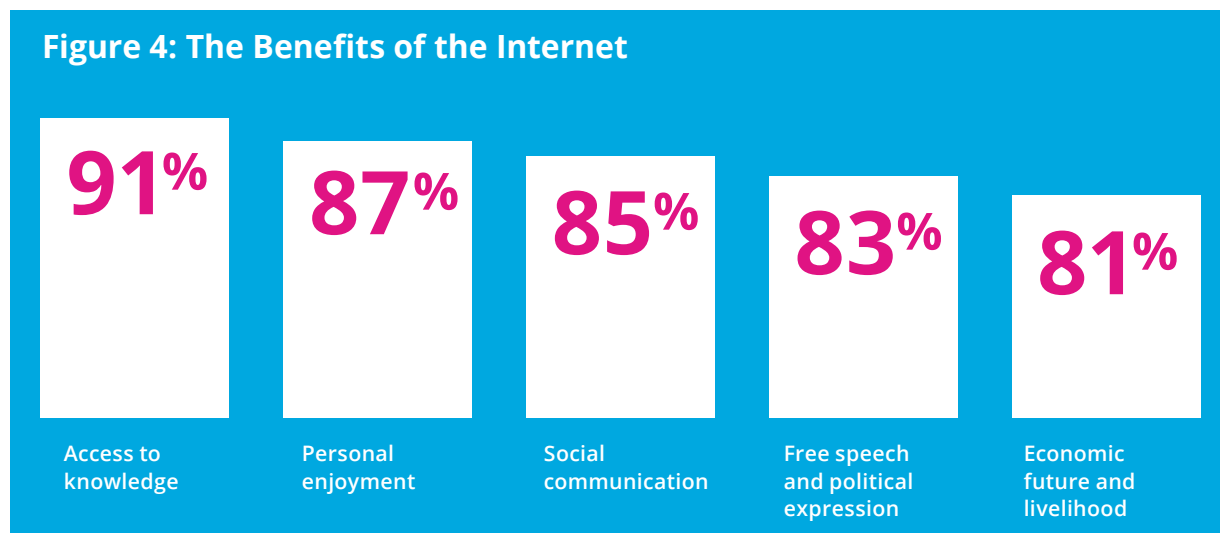 Figure 4: The Benefits of the Internet
91%
87%
85%
83%
81%
Access to
knowledge
Personal
enjoyment
Social
communication
Free speech
and political
expression
Economic
future and
livelihood